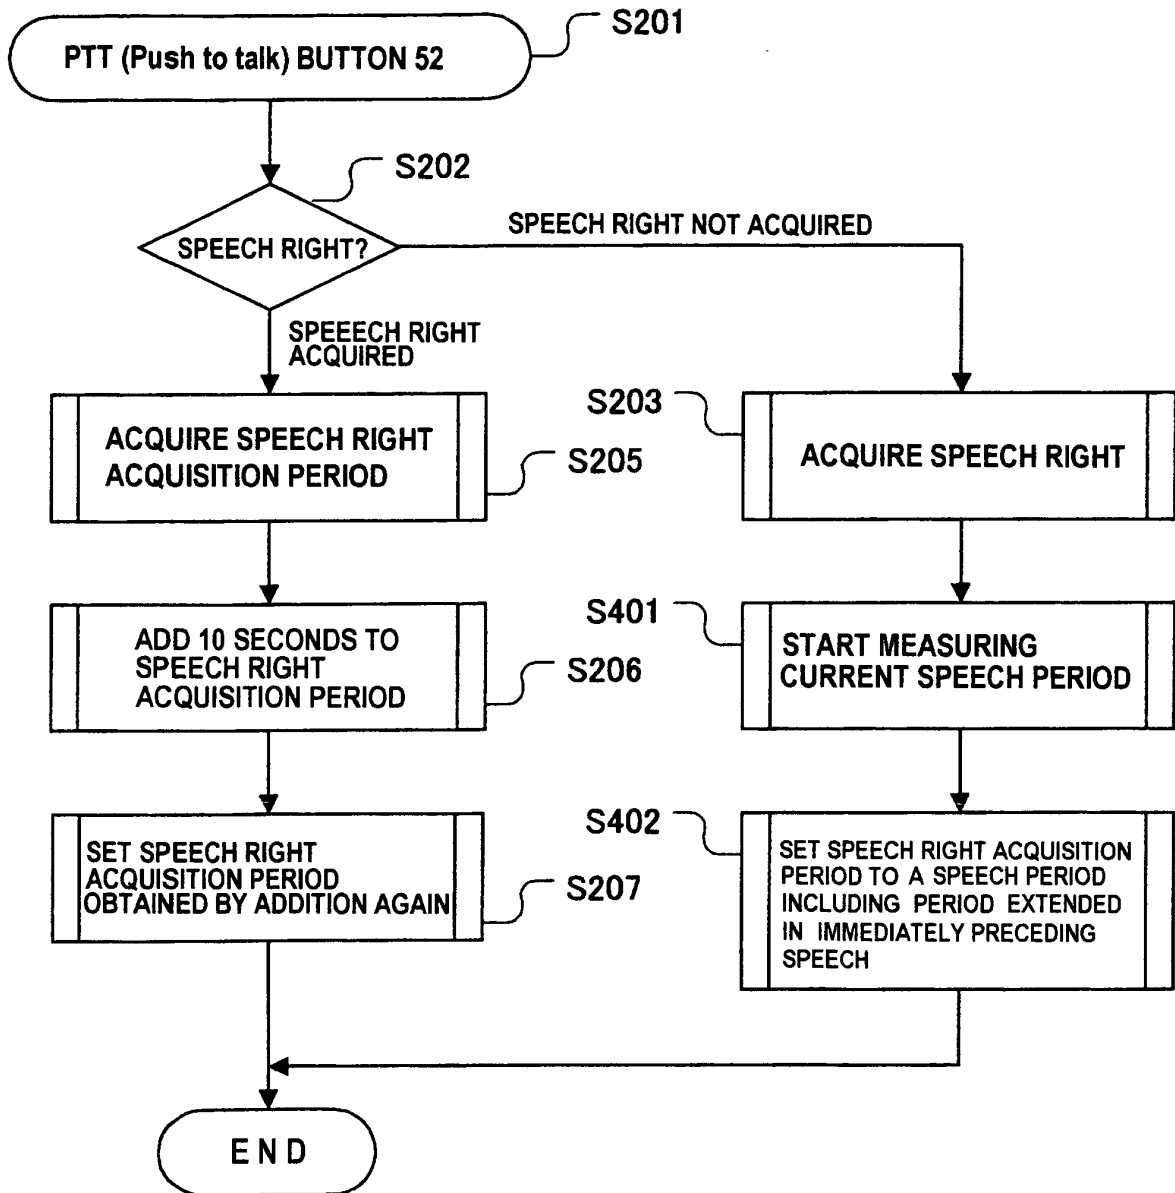 PTT (Push to talk) BUTTON 52
S201
S202
SPEECH RIGHT?
SPEECH RIGHT NOT ACQUIRED
SPEEECH RIGHT
ACQUIRED
ACQUIRE SPEECH RIGHT
ACQUISITION PERIOD
S205
S203
ACQUIRE SPEECH RIGHT
ADD 10 SECONDS TO
SPEECH RIGHT
ACQUISITION PERIOD
S206
S401
START MEASURING
CURRENT SPEECH PERIOD
SET SPEECH RIGHT
ACQUISITION PERIOD
OBTAINED BY ADDITION AGAIN
S207
S402
SET SPEECH RIGHT ACQUISITION
PERIOD TO A SPEECH PERIOD
INCLUDING PERIOD EXTENDED
IN IMMEDIATELY PRECEDING
SPEECH
END